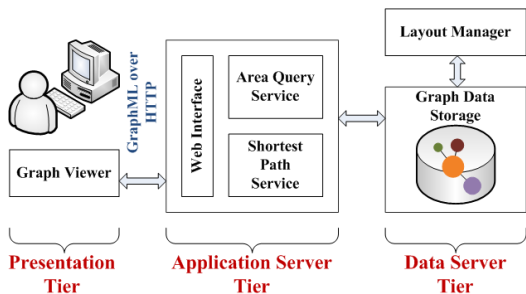 Graph Viewer
GraphML over
HTTP
Web Interface
Area Query
Service
Shortest
Path
Service
Layout Manager
Graph Data
Storage
Presentation
Tier
Application Server
Tier
Data Server
Tier